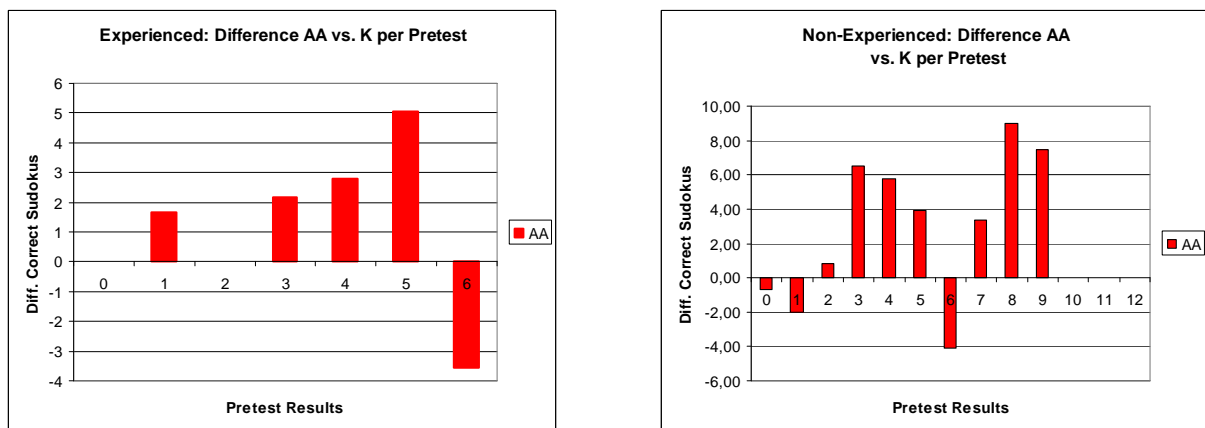 Experienced: Difference AA vs. K per Pretest
Diff. Correct Sudokus
6
5
4
3
2
1
0
-1
-2
-3
-4
0 1 2 3 4 5 6
Pretest Results
AA
Non-Experienced: Difference AA
vs. K per Pretest
Diff. Correct Sudokus
10,00
8,00
6,00
4,00
2,00
0,00
-2,00
-4,00
-6,00
0 1 2 3 4 5 6 7 8 9 10 11 12
Pretest Results
AA